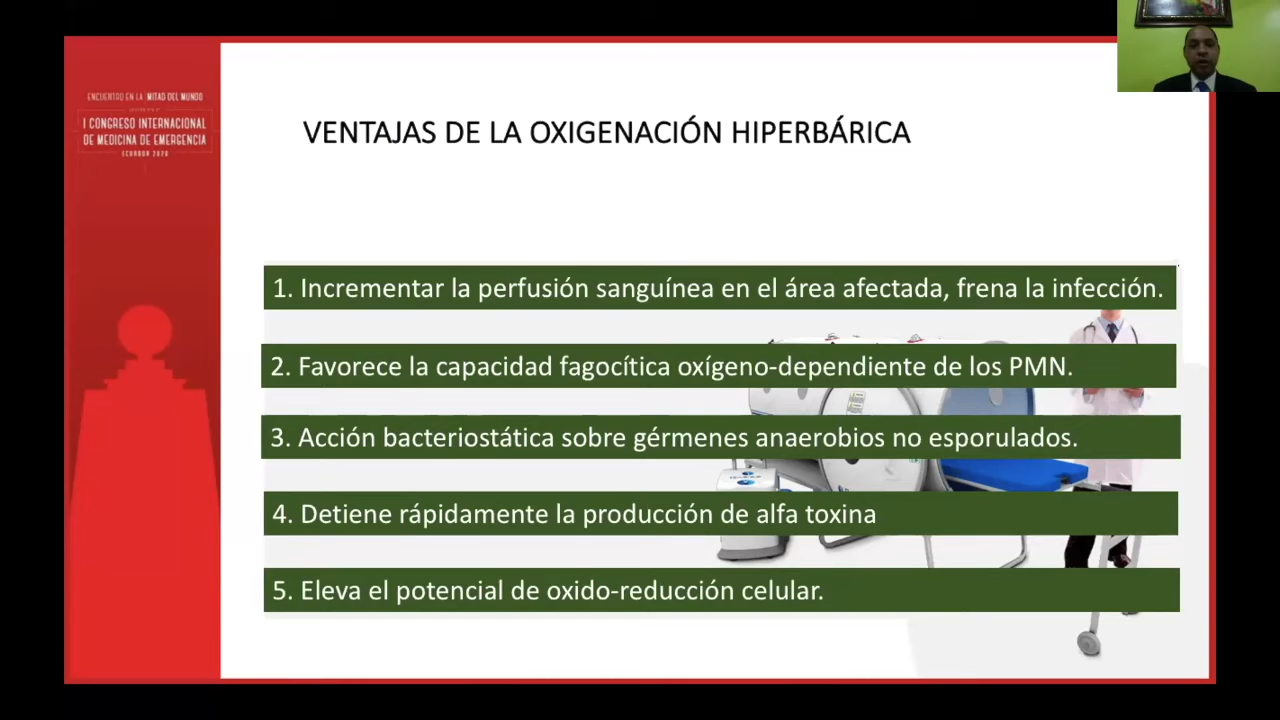 ENCUENTRO EN LA MITAD DEL MUNDO
I CONGRESO INTERNACIONAL
DE MEDICINA DE EMERGENCIA
ECUADOR 2020
VENTAJAS DE LA OXIGENACIÓN HIPERBÁRICA
1. Incrementar la perfusión sanguínea en el área afectada, frena la infección.
2. Favorece la capacidad fagocítica oxígeno-dependiente de los PMN.
3. Acción bacteriostática sobre gérmenes anaerobios no esporulados.
4. Detiene rápidamente la producción de alfa toxina
5. Eleva el potencial de oxido-reducción celular.